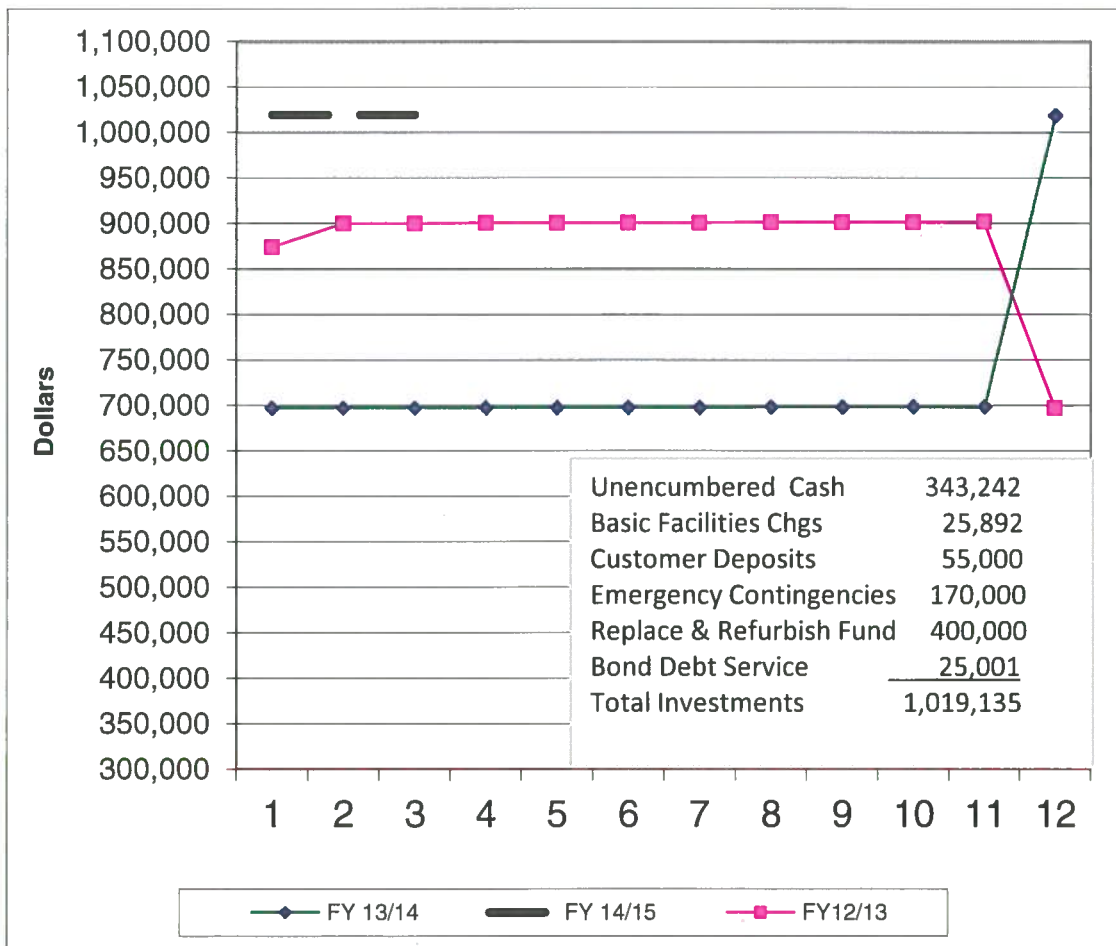 1,100,000
1,050,000
1,000,000
950,000
900,000
850,000
800,000
750,000
700,000
650,000
600,000
550,000
500,000
450,000
400,000
350,000
300,000
Dollars
Unencumbered Cash 343,242
Basic Facilities Chgs 25,892
Customer Deposits 55,000
Emergency Contingencies 170,000
Replace & Refurbish Fund 400,000
Bond Debt Service 25,001
Total Investments 1,019,135
1 2 3 4 5 6 7 8 9 10 11 12
FY 13/14 FY 14/15 FY12/13